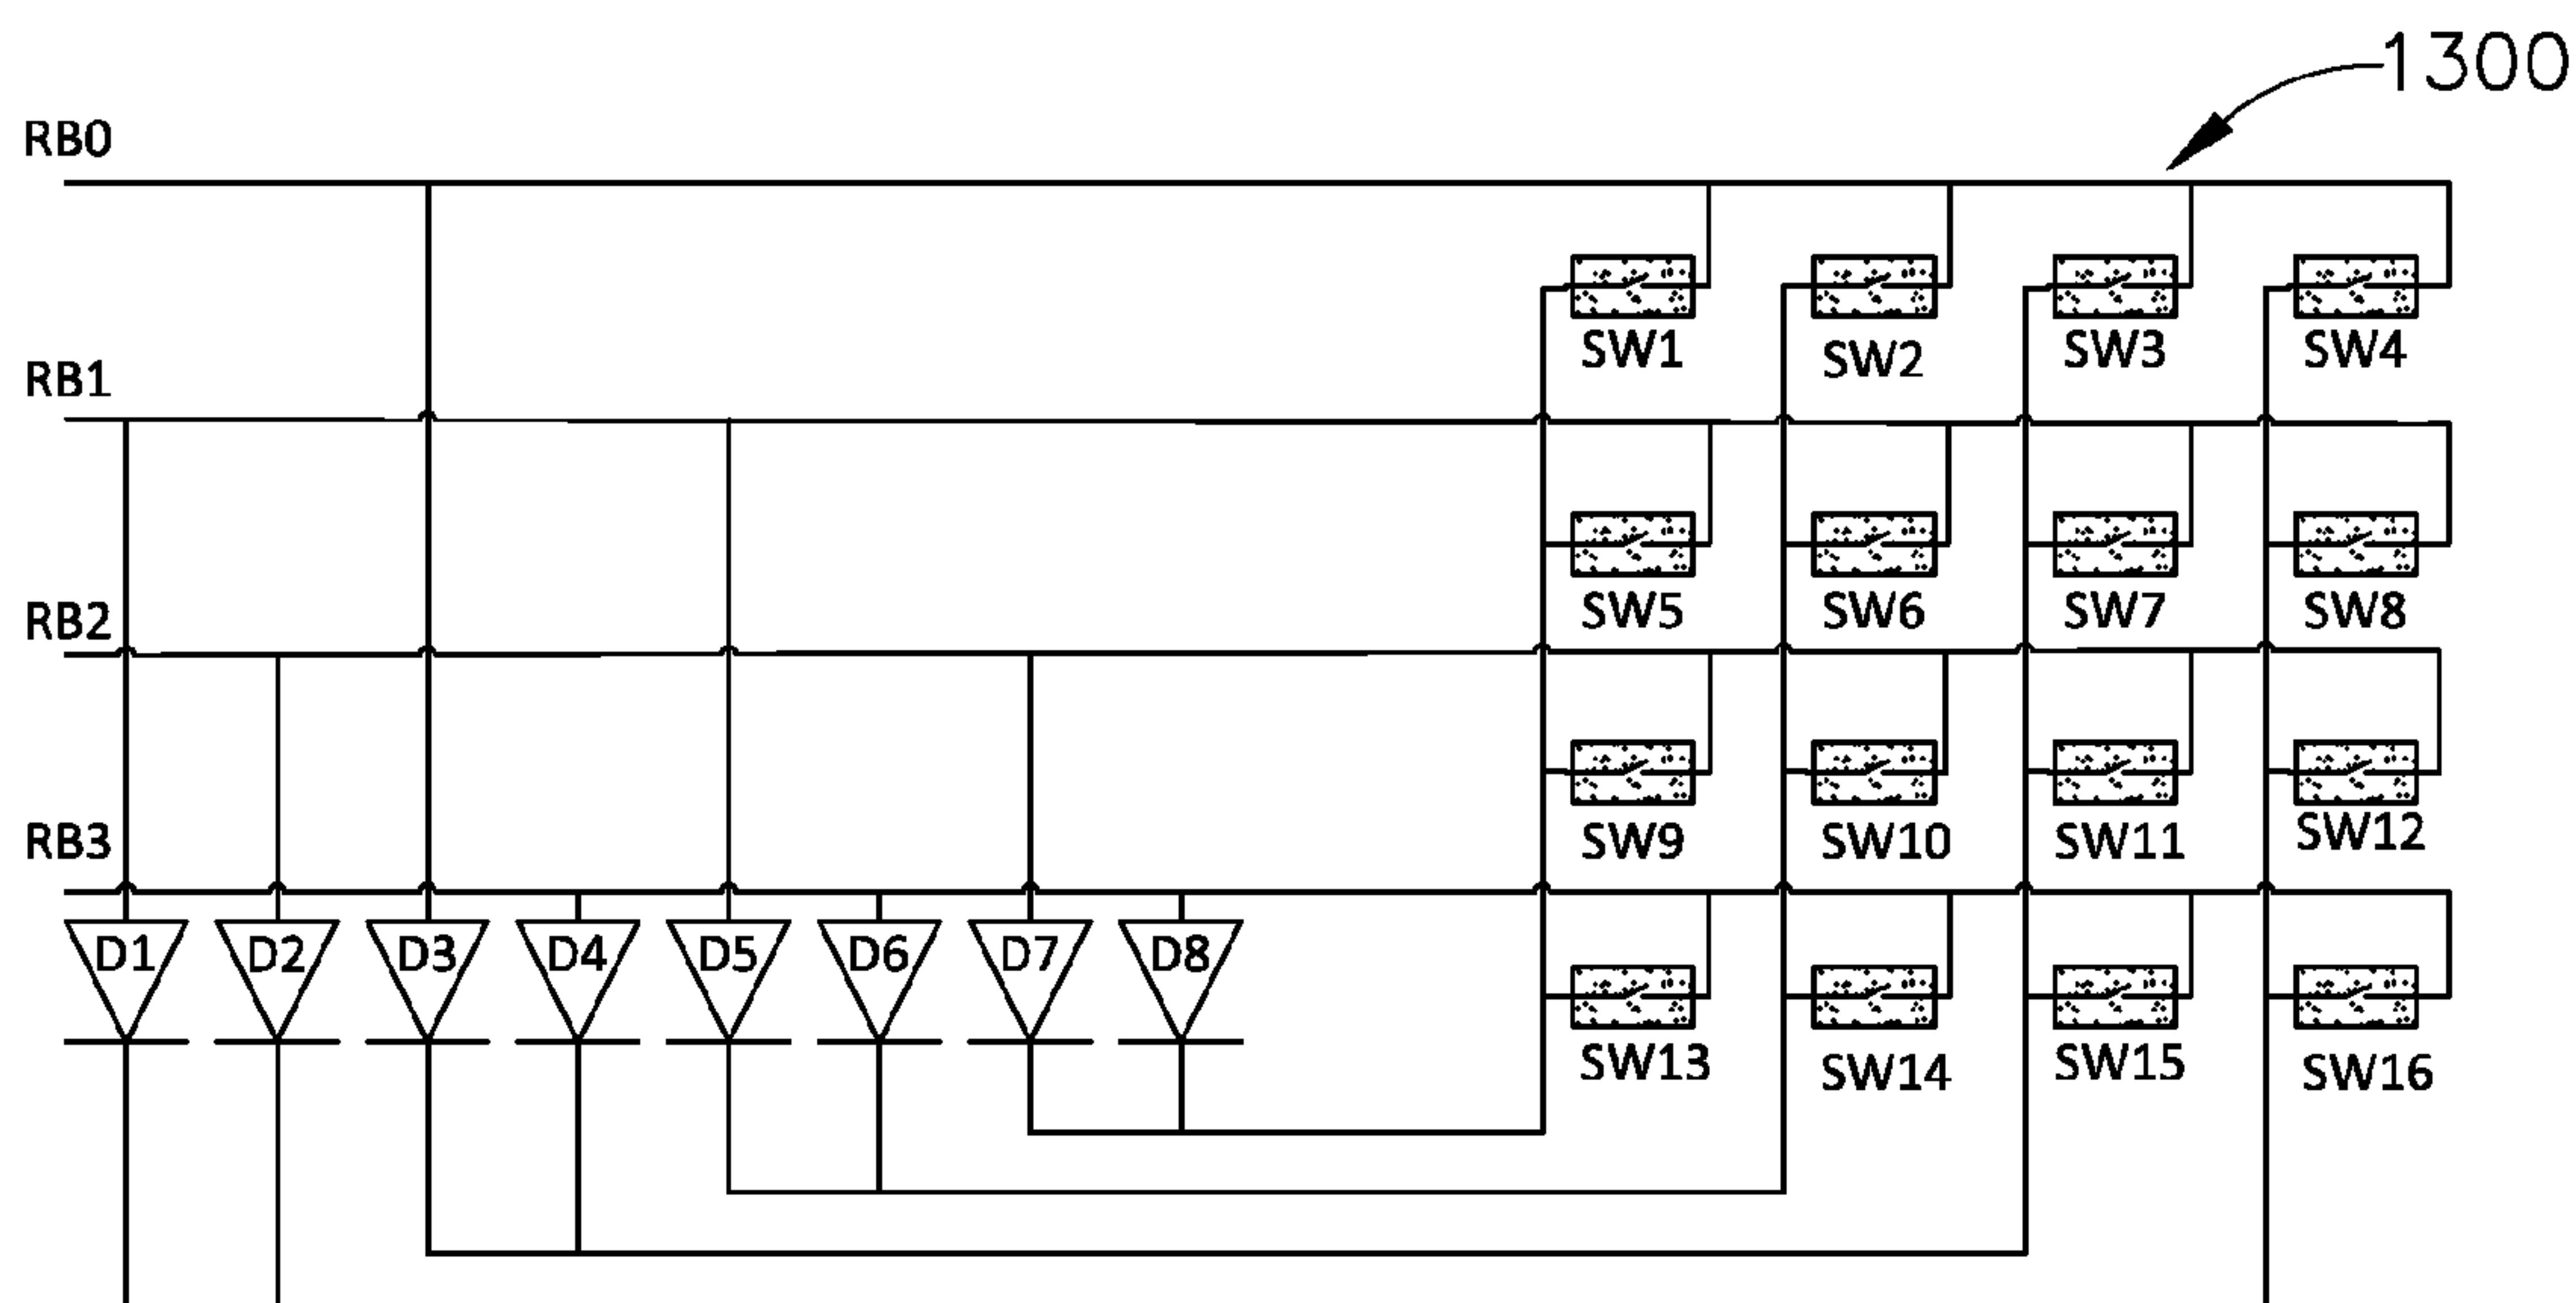 1300
RB0
SW1 SW2 SW3 SW4
RB1
SW5 SW6 SW7 SW8
RB2
SW9 SW10 SW11 SW12
RB3
D1 D2 D3 D4 D5 D6 D7 D8
SW13 SW14 SW15 SW16